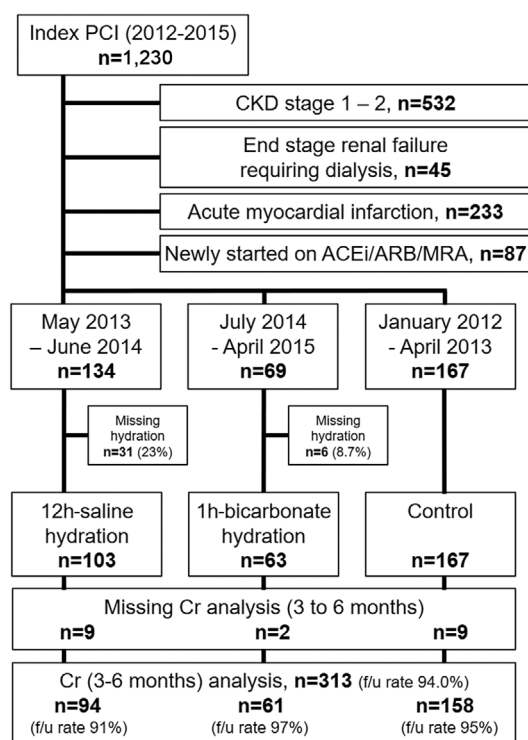 Index PCI (2012-2015)
n=1,230
CKD stage 1 – 2, n=532
End stage renal failure
requiring dialysis, n=45
Acute myocardial infarction, n=233
Newly started on ACEi/ARB/MRA, n=87
May 2013
– June 2014
n=134
July 2014
- April 2015
n=69
January 2012
- April 2013
n=167
Missing
hydration
n=31 (23%)
Missing
hydration
n=6 (8.7%)
12h-saline
hydration
n=103
1h-bicarbonate
hydration
n=63
Control
n=167
Missing Cr analysis (3 to 6 months)
n=9 n=2 n=9
Cr (3-6 months) analysis, n=313 (f/u rate 94.0%)
n=94 n=61 n=158
(f/u rate 91%) (f/u rate 97%) (f/u rate 95%)